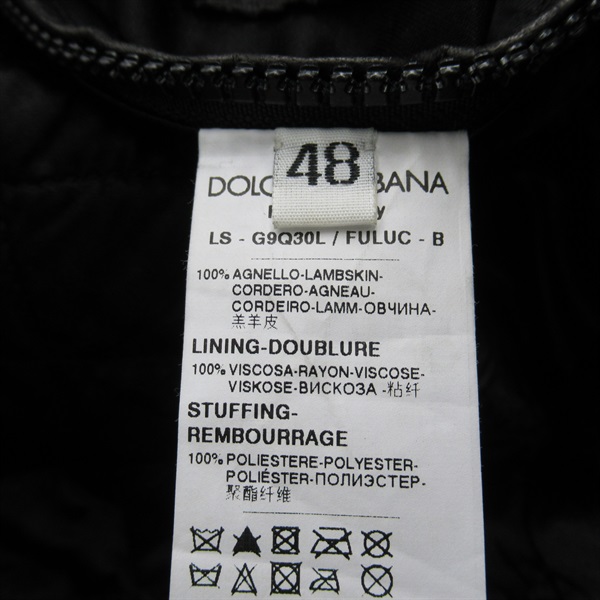 48
DOLC BANA
y
LS - G9Q30L / FULUC - B
100% AGNELLO-LAMBSKIN-
CORDERO-AGNEAU-
CORDEIRO-LAMM-ОВЧИНА-
羔羊皮
LINING-DOUBLURE
100% VISCOSA-RAYON-VISCOSE-
VISKOSE-ВИСКОЗА -粘纤
STUFFING-
REMBOURRAGE
100% POLIESTERE-POLYESTER-
POLIÉSTER-ПОЛИЭСТЕР-
聚酯纤维